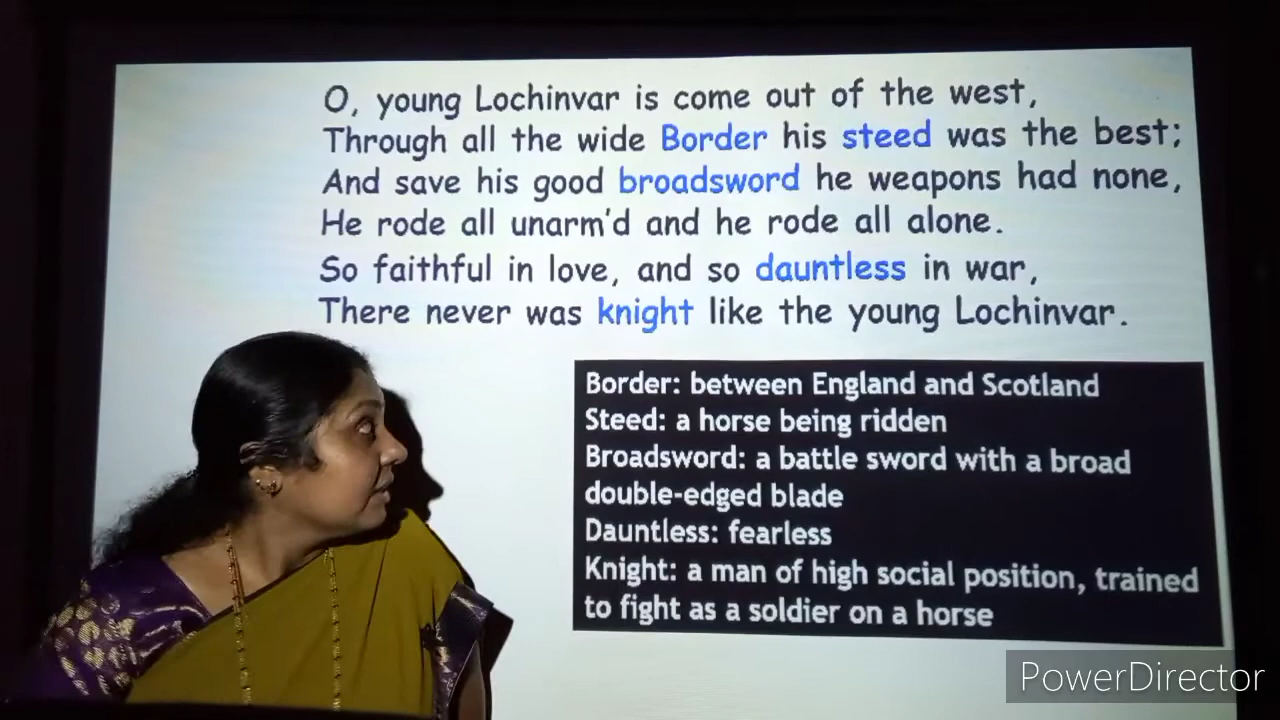 O, young Lochinvar is come out of the west,
Through all the wide Border his steed was the best;
And save his good broadsword he weapons had none,
He rode all unarm'd and he rode all alone.
So faithful in love, and so dauntless in war,
There never was knight like the young Lochinvar.
Border: between England and Scotland
Steed: a horse being ridden
Broadsword: a battle sword with a broad
double-edged blade
Dauntless: fearless
Knight: a man of high social position, trained
to fight as a soldier on a horse
PowerDirector